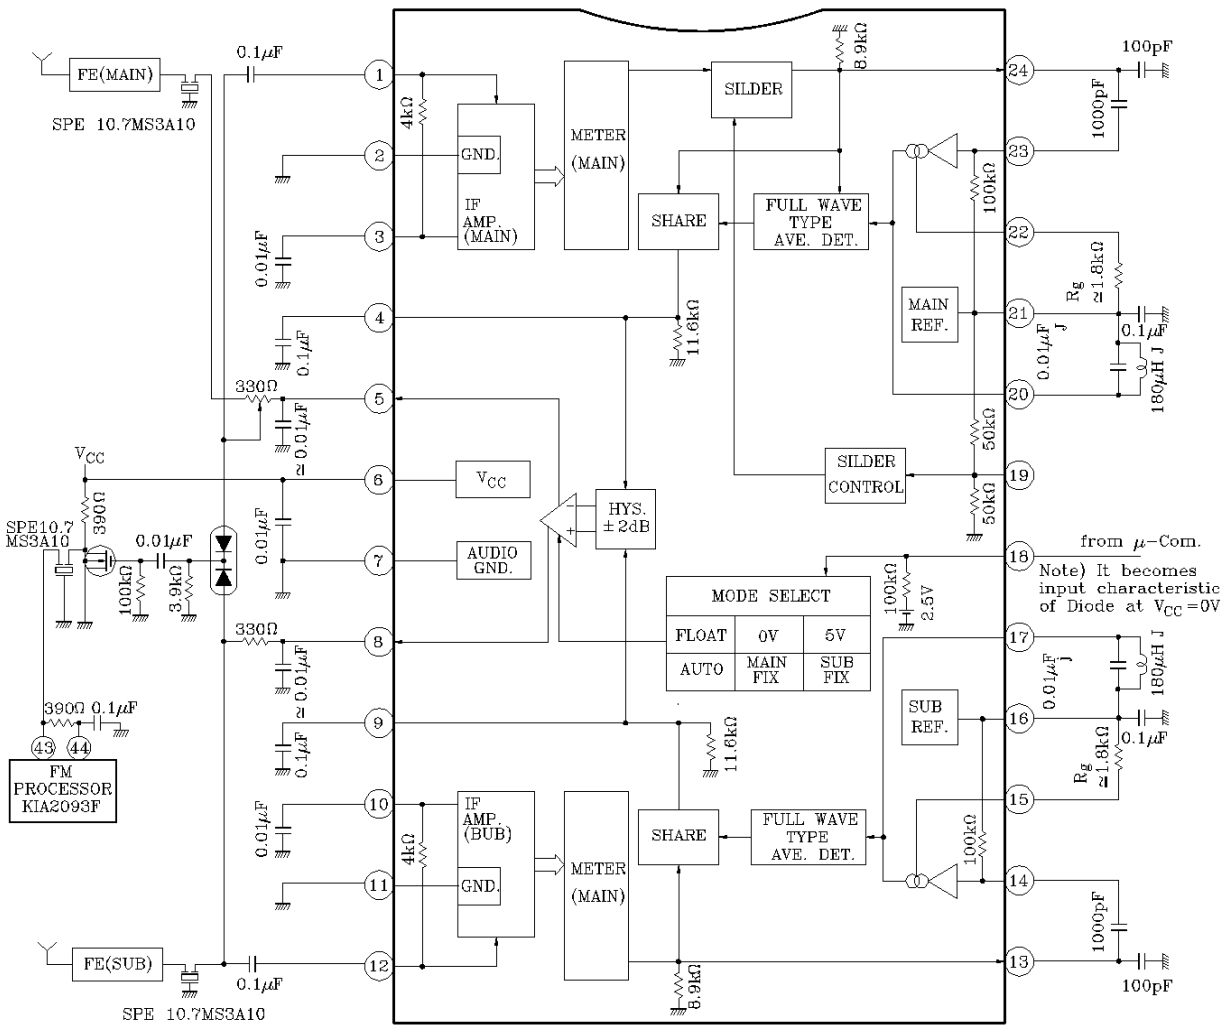 0.1μF
FE(MAIN)
SPE 10.7MS3A10
1
4kΩ
2
GND.
IF
AMP.
(MAIN)
METER
(MAIN)
SILDER
8.9kΩ
24
100pF
1000pF
23
100kΩ
SHARE
FULL WAVE
TYPE
AVE. DET.
22
3
0.01μF
Rg
≈1.8kΩ
MAIN
REF.
21
0.1μF
4
0.1μF
11.6kΩ
0.01μF
J
180μH J
20
330Ω
5
≈0.01μF
50kΩ
VCC
6
VCC
SILDER
CONTROL
19
50kΩ
390Ω
SPE10.7
MS3A10
0.01μF
0.01μF
HYS.
±2dB
100kΩ
3.9kΩ
7
AUDIO
GND.
18
from μ-Com.
Note) It becomes
input characteristic
of Diode at VCC=0V
100kΩ
2.5V
MODE SELECT
FLOAT
0V
5V
AUTO
MAIN
FIX
SUB
FIX
330Ω
8
≈0.01μF
17
0.01μF
j
180μH J
390Ω
0.1μF
43
44
FM
PROCESSOR
KIA2093F
9
0.1μF
11.6kΩ
SUB
REF.
16
0.1μF
Rg
≈1.8kΩ
10
0.01μF
4kΩ
IF
AMP.
(BUB)
METER
(MAIN)
SHARE
FULL WAVE
TYPE
AVE. DET.
15
100kΩ
11
GND.
14
1000pF
FE(SUB)
0.1μF
12
8.9kΩ
13
100pF
SPE 10.7MS3A10